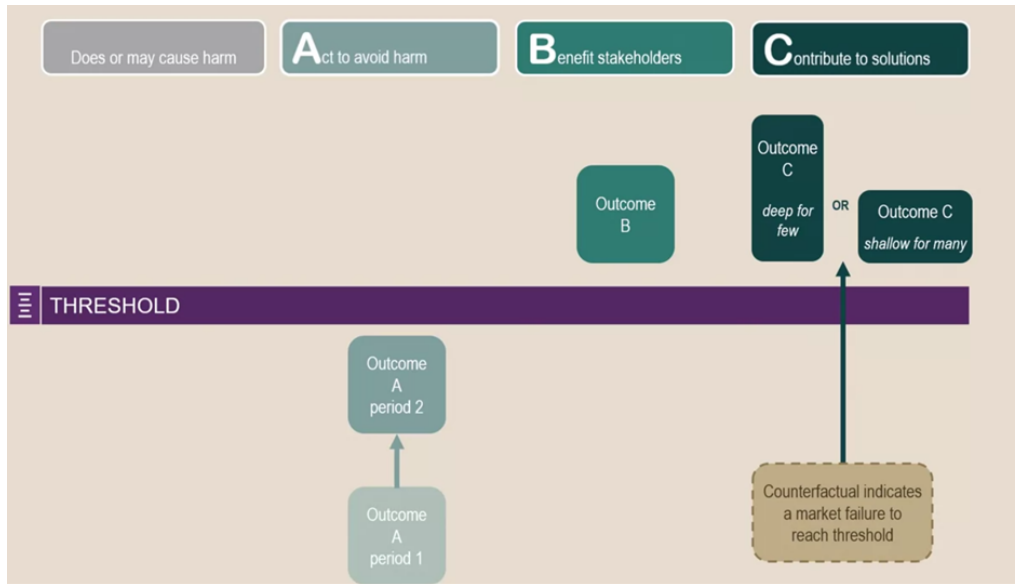 Does or may cause harm
Act to avoid harm
Benefit stakeholders
Contribute to solutions
Outcome
C
deep for
few
OR
Outcome C
shallow for many
Outcome
B
THRESHOLD
Outcome
A
period 2
Outcome
A
period 1
Counterfactual indicates
a market failure to
reach threshold